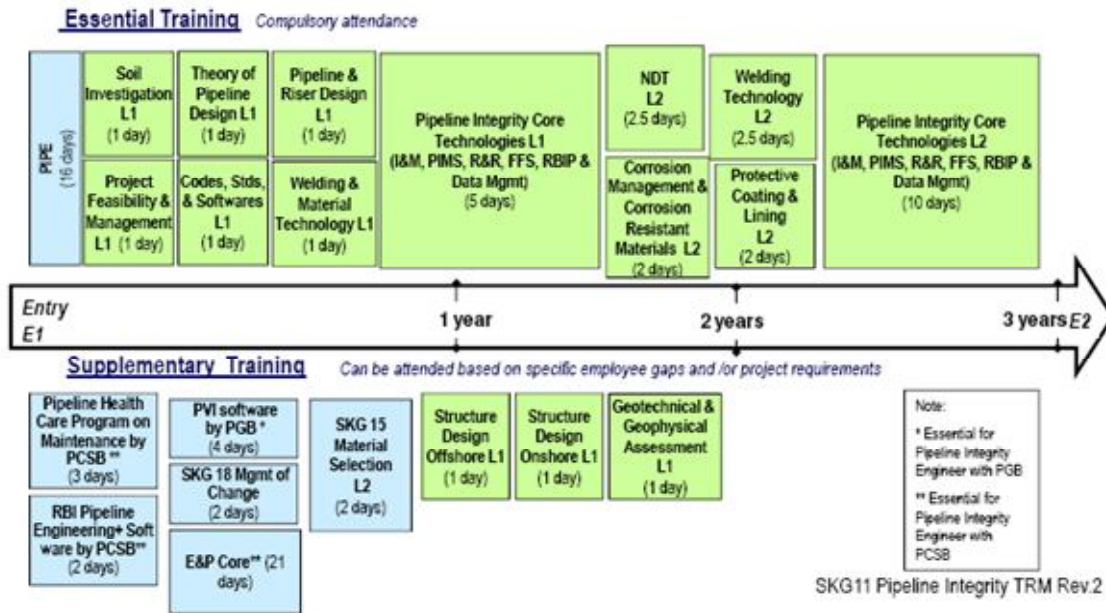 Essential Training Compulsory attendance
PIPE
(16 days)
Soil
Investigation
L1
(1 day)
Theory of
Pipeline
Design L1
(1 day)
Pipeline &
Riser Design
L1
(1 day)
Project
Feasibility &
Management
L1 (1 day)
Codes, Stds,
& Softwares
L1
(1 day)
Welding &
Material
Technology L1
(1 day)
Pipeline Integrity Core
Technologies L1
(I&M, PIMS, R&R, FFS, RBIP &
Data Mgmt)
(5 days)
NDT
L2
(2.5 days)
Welding
Technology
L2
(2.5 days)
Corrosion
Management &
Corrosion
Resistant
Materials L2
(2 days)
Protective
Coating &
Lining
L2
(2 days)
Pipeline Integrity Core
Technologies L2
(I&M, PIMS, R&R, FFS, RBIP &
Data Mgmt)
(10 days)
Entry
E1
1 year
2 years
3 years E2
Supplementary Training Can be attended based on specific employee gaps and /or project requirements
Pipeline Health
Care Program on
Maintenance by
PCSB **
(3 days)
RBI Pipeline
Engineering+ Soft
ware by PCSB**
(2 days)
PVI software
by PGB *
(4 days)
SKG 18 Mgmt of
Change
(2 days)
E&P Core** (21
days)
SKG 15
Material
Selection
L2
(2 days)
Structure
Design
Offshore L1
(1 day)
Structure
Design
Onshore L1
(1 day)
Geotechnical &
Geophysical
Assessment
L1
(1 day)
Note:
* Essential for
Pipeline Integrity
Engineer with PGB
** Essential for
Pipeline Integrity
Engineer with
PCSB
SKG11 Pipeline Integrity TRM Rev.2